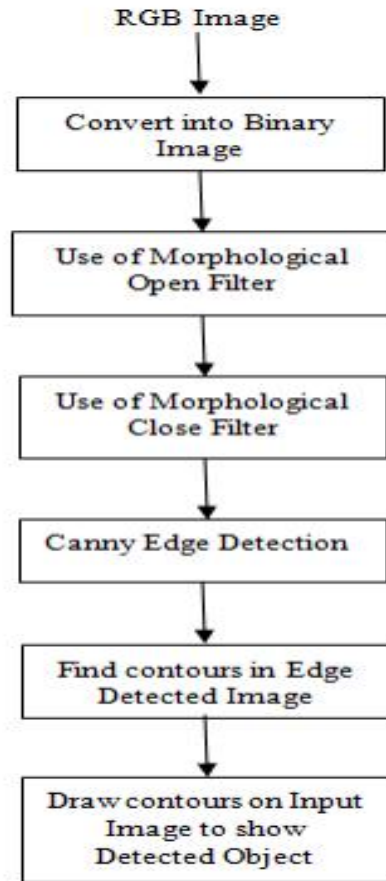 RGB Image
Convert into Binary
Image
Use of Morphological
Open Filter
Use of Morphological
Close Filter
Canny Edge Detection
Find contours in Edge
Detected Image
Draw contours on Input
Image to show
Detected Object